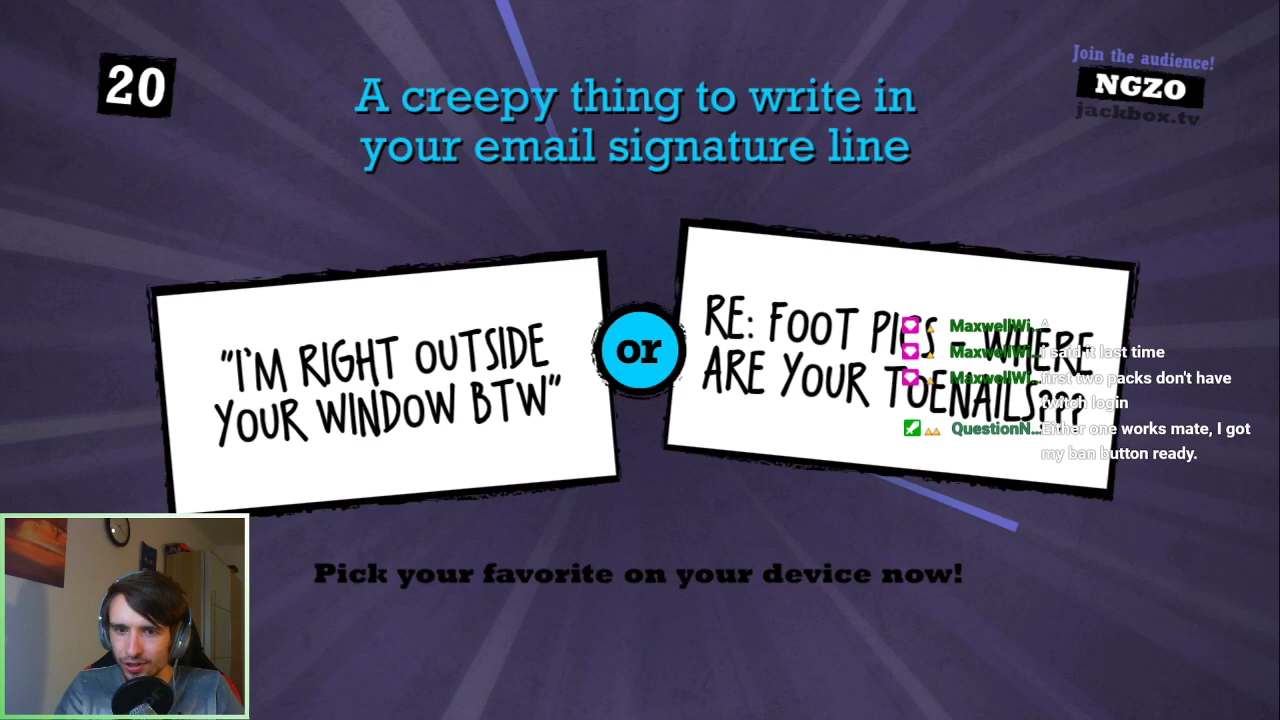 20
A creepy thing to write in
your email signature line
Join the audience!
NGZO
jackbox.tv
"I'M RIGHT OUTSIDE
YOUR WINDOW BTW"
or
RE: FOOT PICS - WHERE
ARE YOUR TOENAILS???
MaxwellWi... ^
MaxwellWi... i said it last time
MaxwellWi... first two packs don't have
twitch login
QuestionN... Either one works mate, I got
my ban button ready.
Pick your favorite on your device now!